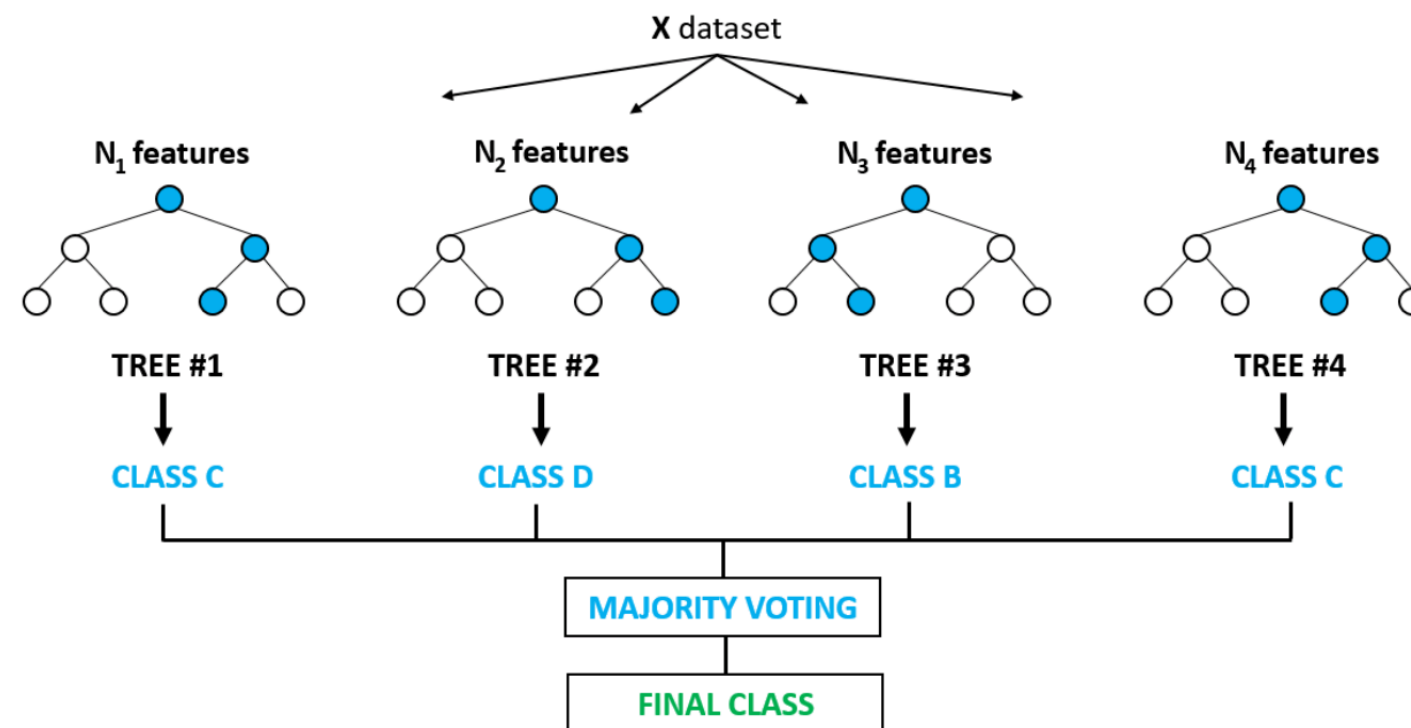 X dataset
N₁ features
N₂ features
N₃ features
N₄ features
TREE #1
TREE #2
TREE #3
TREE #4
CLASS C
CLASS D
CLASS B
CLASS C
MAJORITY VOTING
FINAL CLASS